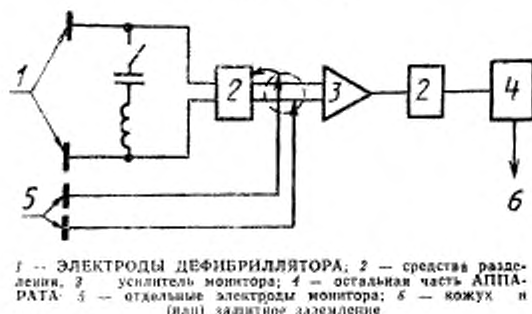 1
2
3
2
4
5
6
1 — ЭЛЕКТРОДЫ ДЕФИБРИЛЛЯТОРА; 2 — средства разде-
ления, 3 усилитель монитора; 4 — остальная часть АППА-
РАТА· 5 — отдельные электроды монитора; 6 — кожух и
(или) защитное заземление